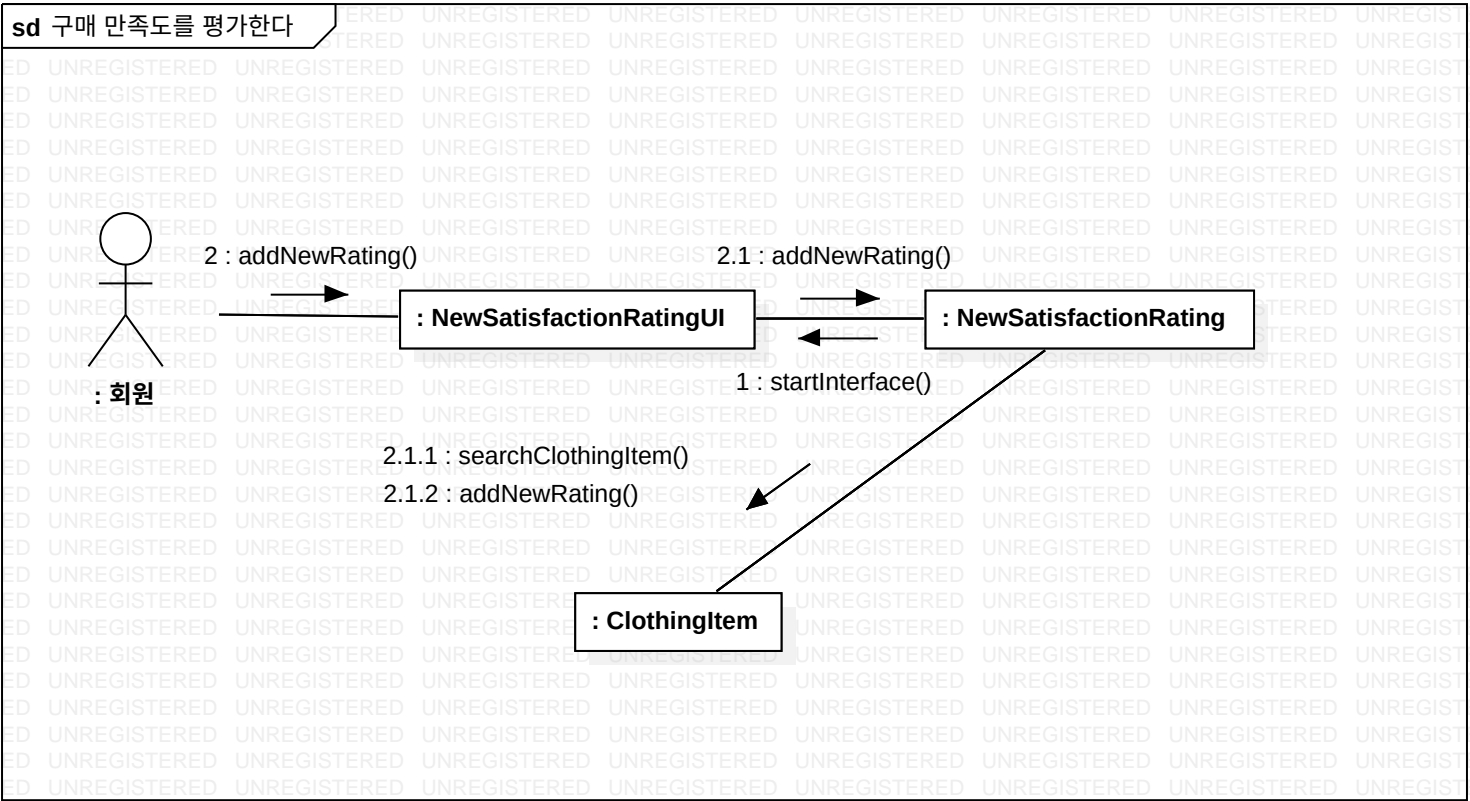 sd 구매 만족도를 평가한다
2 : addNewRating()
2.1 : addNewRating()
: NewSatisfactionRatingUI
: NewSatisfactionRating
1 : startInterface()
: 회원
2.1.1 : searchClothingItem()
2.1.2 : addNewRating()
: ClothingItem
UNREGISTERED